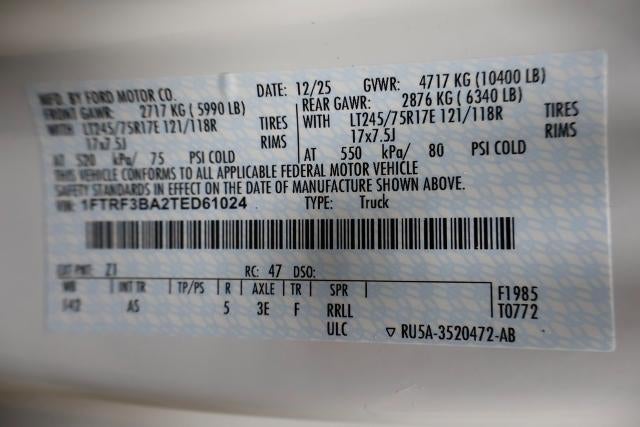 MFD. BY FORD MOTOR CO. DATE: 12/25 GVWR: 4717 KG (10400 LB)
FRONT GAWR: 2717 KG (5990 LB) REAR GAWR: 2876 KG (6340 LB)
WITH LT245/75R17E 121/118R TIRES WITH LT245/75R17E 121/118R TIRES
17x7.5J RIMS 17x7.5J RIMS
AT 520 kPa/ 75 PSI COLD AT 550 kPa/ 80 PSI COLD
THIS VEHICLE CONFORMS TO ALL APPLICABLE FEDERAL MOTOR VEHICLE
SAFETY STANDARDS IN EFFECT ON THE DATE OF MANUFACTURE SHOWN ABOVE.
VIN: 1FTRF3BA2TED61024 TYPE: Truck
EXT PNT: Z1 RC: 47 DSO:
WB INT TR TP/PS R AXLE TR SPR F1985
142 AS 5 3E F RRLL T0772
ULC ▽ RU5A-3520472-AB